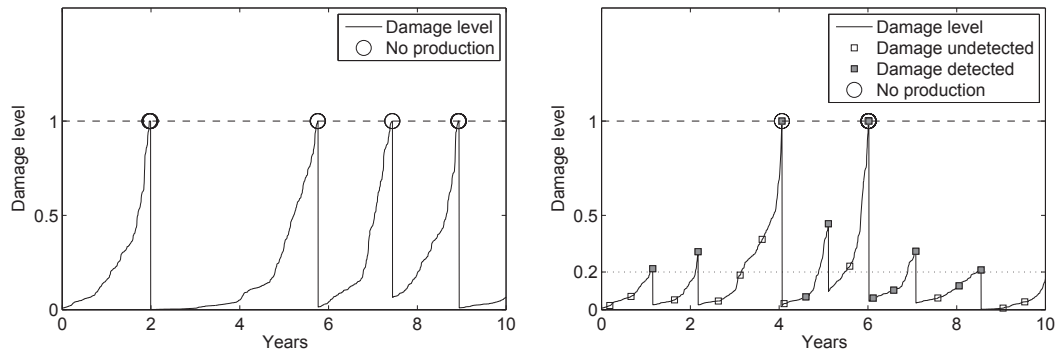 Damage level
No production
1
0.5
0
Damage level
0 2 4 6 8 10
Years
Damage level
Damage undetected
Damage detected
No production
1
0.5
0.2
0
Damage level
0 2 4 6 8 10
Years